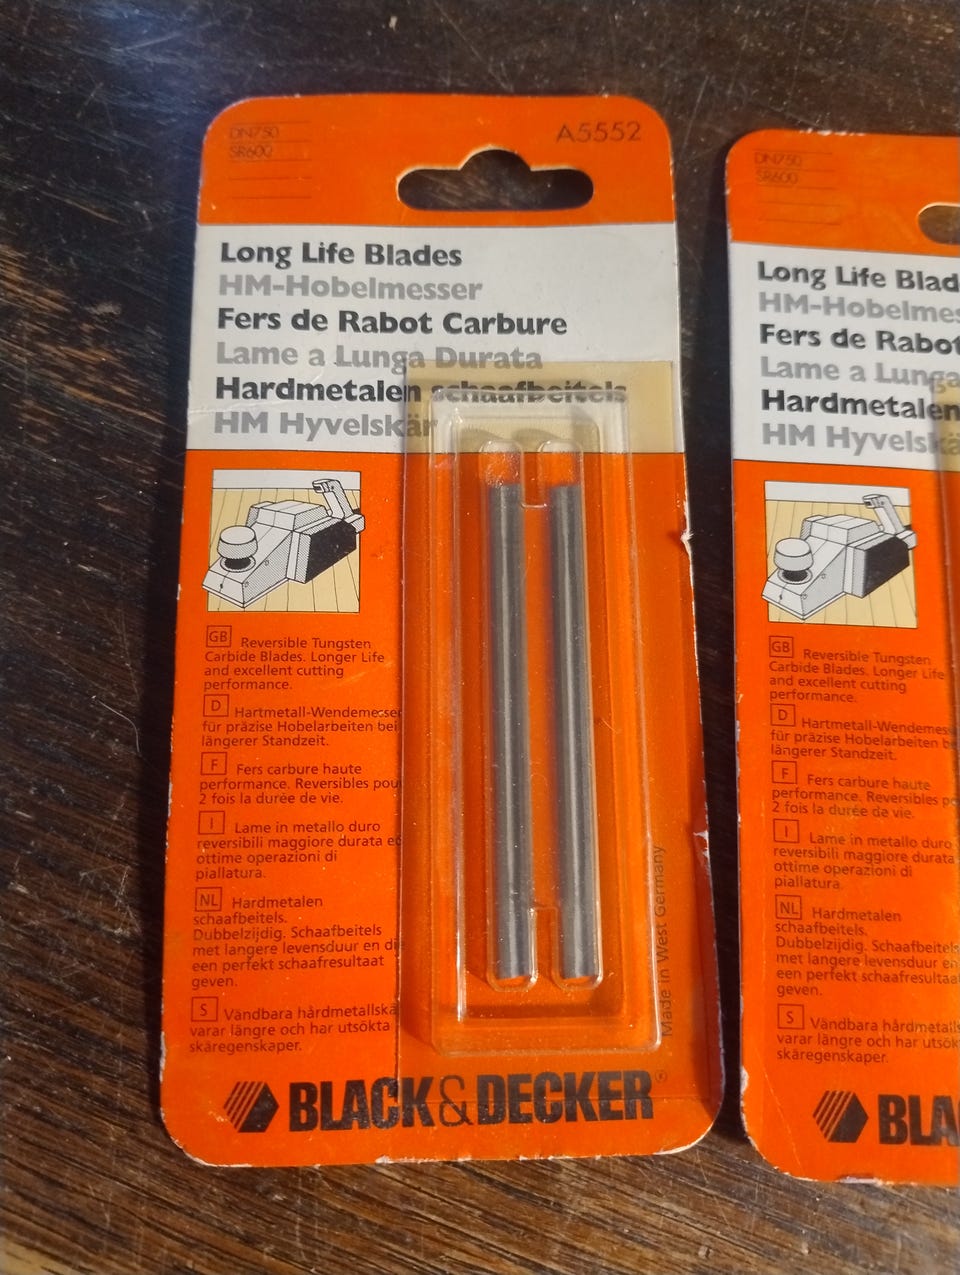 DN750
SR600
A5552
Long Life Blades
HM-Hobelmesser
Fers de Rabot Carbure
Lame a Lunga Durata
Hardmetalen schaafbeitels
HM Hyvelskär
GB Reversible Tungsten
Carbide Blades. Longer Life
and excellent cutting
performance.
D Hartmetall-Wendemesser
für präzise Hobelarbeiten bei
längerer Standzeit.
F Fers carbure haute
performance. Reversibles pou
2 fois la durée de vie.
I Lame in metallo duro
reversibili maggiore durata ed
ottime operazioni di
piallatura.
NL Hardmetalen
schaafbeitels.
Dubbelzijdig. Schaafbeitels
met langere levensduur en di
een perfekt schaafresultaat
geven.
S Vändbara hårdmetallskä
varar längre och har utsökta
skäregenskaper.
Made in West Germany
BLACK&DECKER®
DN750
SR600
Long Life Blad
HM-Hobelmes
Fers de Rabot
Lame a Lunga
Hardmetalen
HM Hyvelskä
GB Reversible Tungsten
Carbide Blades. Longer Life
and excellent cutting
performance.
D Hartmetall-Wendemess
für präzise Hobelarbeiten be
längerer Standzeit.
F Fers carbure haute
performance. Reversibles po
2 fois la durée de vie.
I Lame in metallo duro
reversibili maggiore durata
ottime operazioni di
piallatura.
NL Hardmetalen
schaafbeitels.
Dubbelzijdig. Schaafbeitels
met langere levensduur en
een perfekt schaafresultaa
geven.
S Vändbara hårdmetalls
varar längre och har utsök
skäregenskaper.
BLA